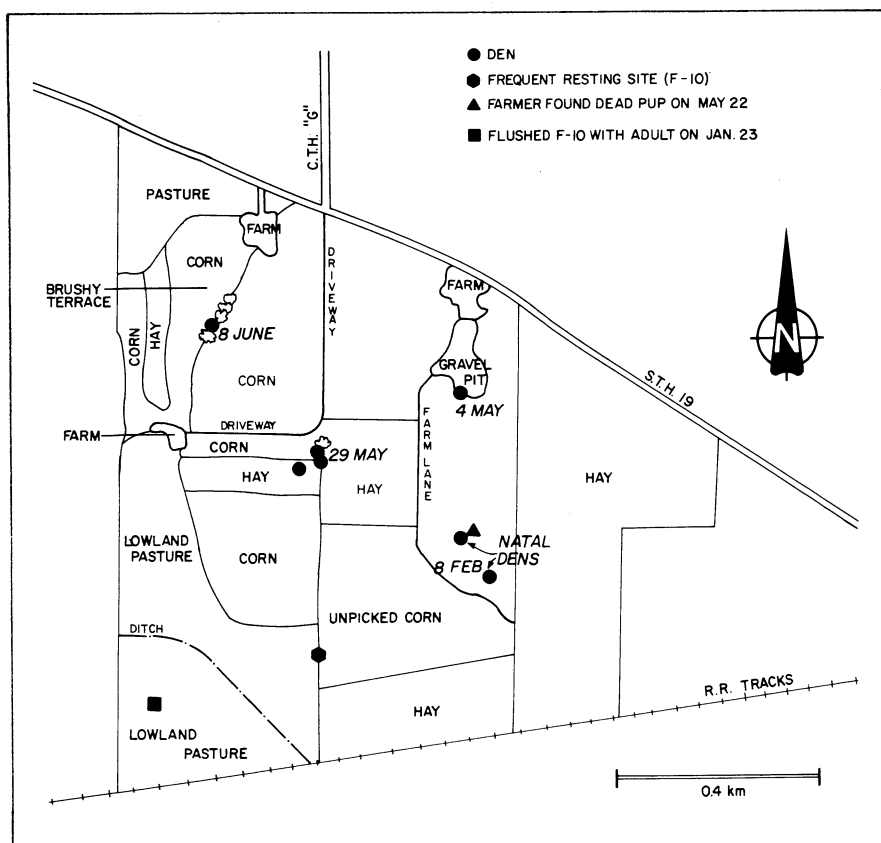 DEN
FREQUENT RESTING SITE (F-10)
FARMER FOUND DEAD PUP ON MAY 22
FLUSHED F-10 WITH ADULT ON JAN. 23
C.T.H. "G"
PASTURE
FARM
CORN
DRIVEWAY
BRUSHY
TERRACE
CORN
HAY
8 JUNE
CORN
FARM
GRAVEL
PIT
4 MAY
S.T.H. 19
N
FARM
DRIVEWAY
CORN
29 MAY
HAY
HAY
FARM LANE
HAY
LOWLAND
PASTURE
CORN
NATAL
DENS
8 FEB
UNPICKED CORN
DITCH
LOWLAND
PASTURE
HAY
R.R. TRACKS
0.4 km